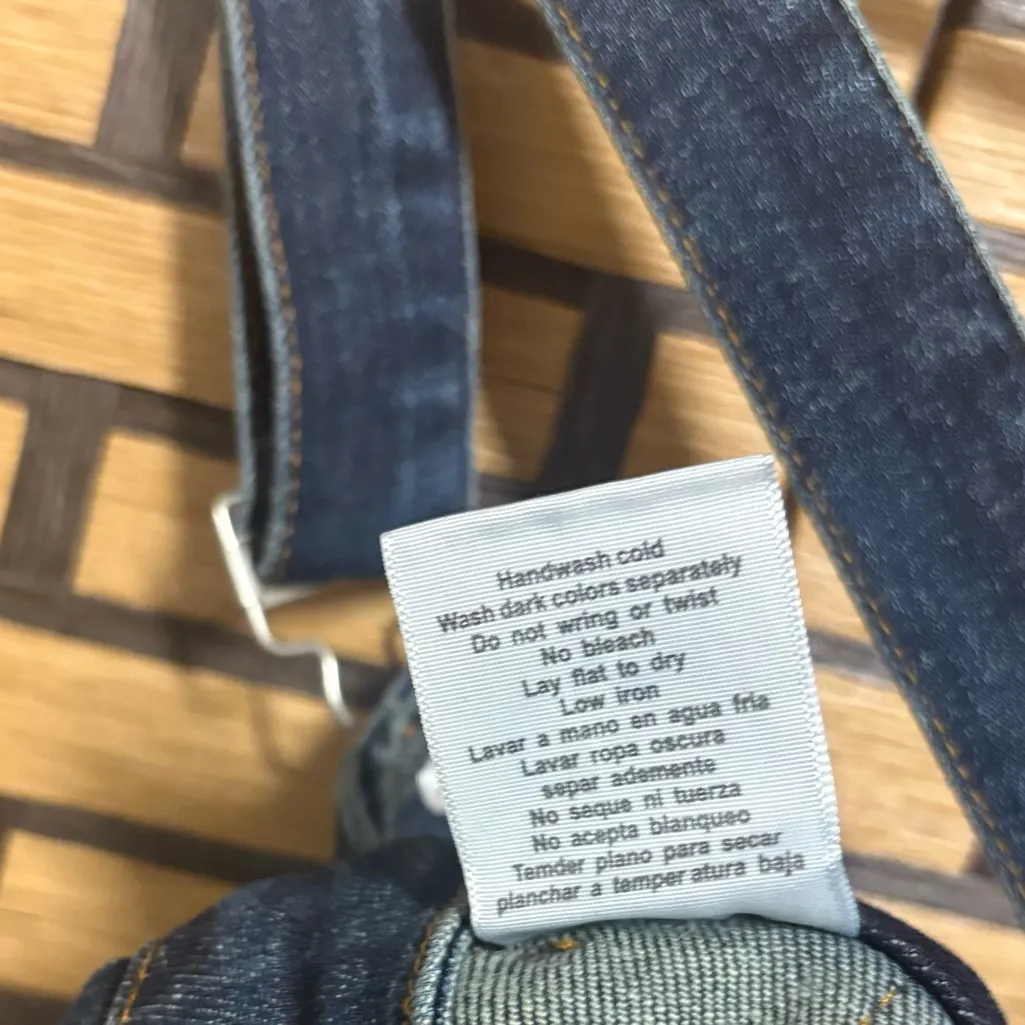 Handwash cold
Wash dark colors separately
Do not wring or twist
No bleach
Lay flat to dry
Low iron
Lavar a mano en agua fria
Lavar ropa oscura
separ ademente
No seque ni tuerza
No acepta blanqueo
Temder plano para secar
planchar a temper atura baja